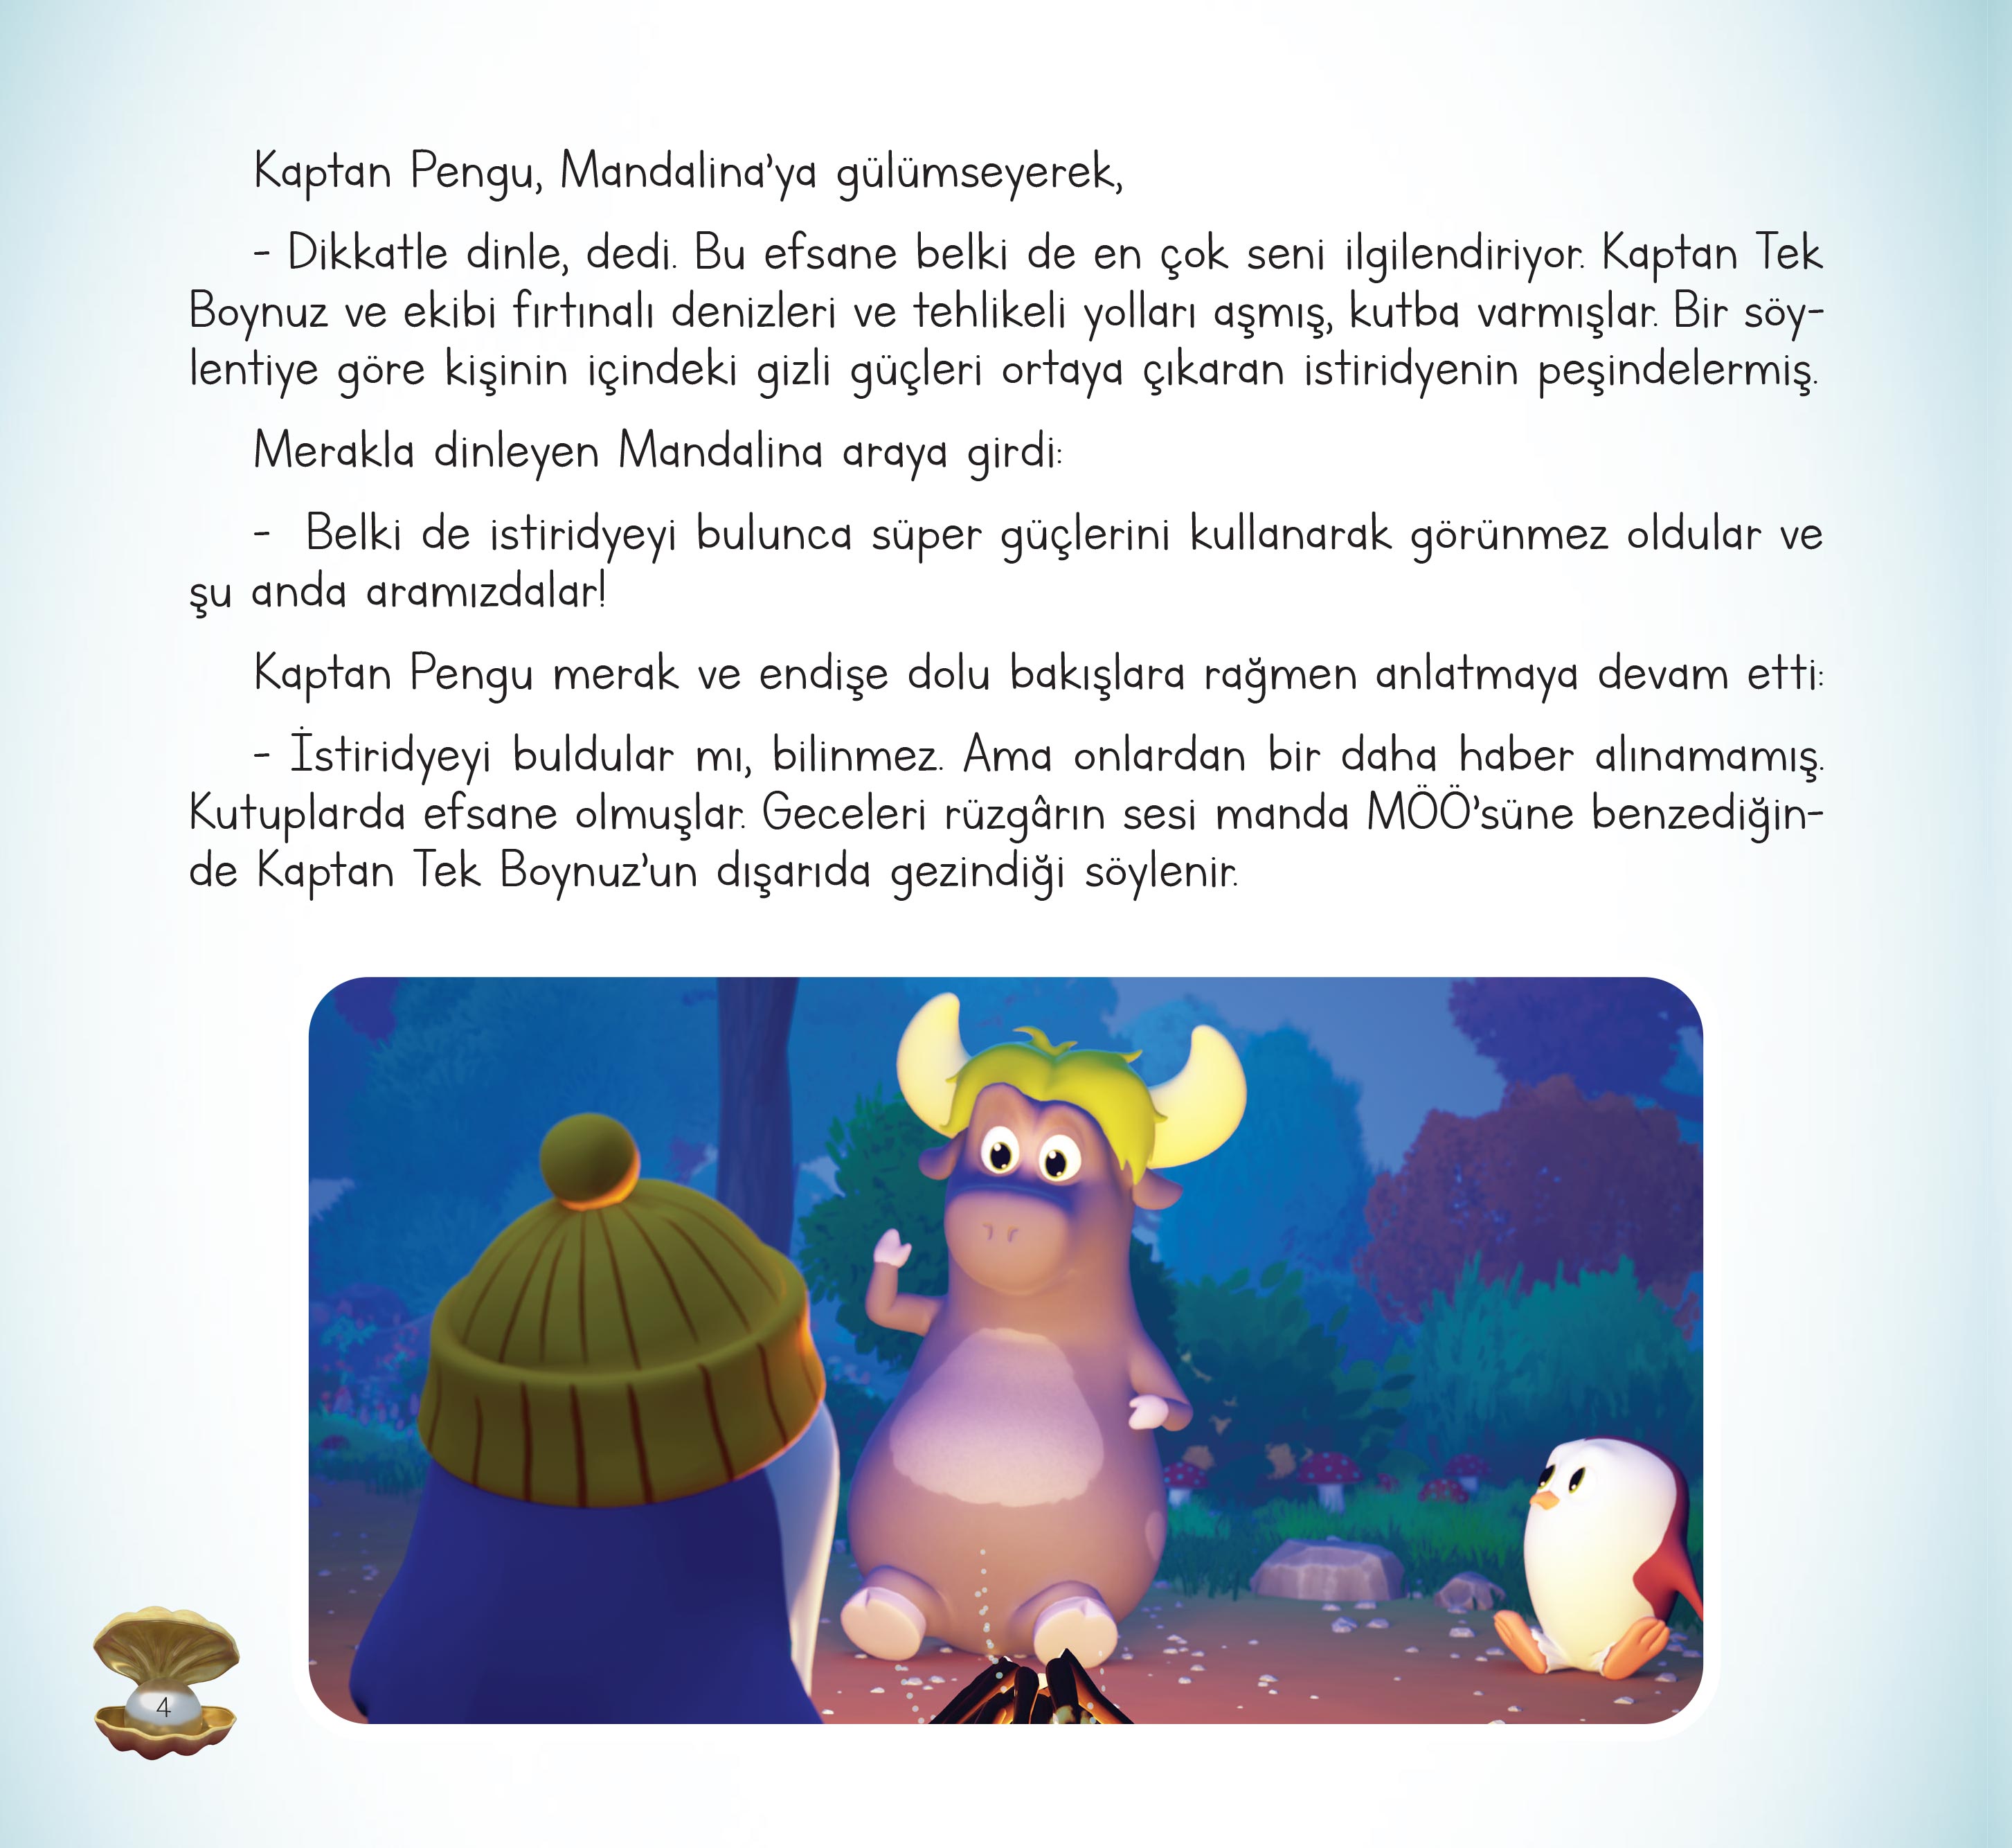 Kaptan Pengu, Mandalina'ya gülümseyerek,
- Dikkatle dinle, dedi. Bu efsane belki de en çok seni ilgilendiriyor. Kaptan Tek
Boynuz ve ekibi fırtınalı denizleri ve tehlikeli yolları aşmış, kutba varmışlar. Bir söy-
lentiye göre kişinin içindeki gizli güçleri ortaya çıkaran istiridyenin peşindelermiş.
Merakla dinleyen Mandalina araya girdi:
- Belki de istiridyeyi bulunca süper güçlerini kullanarak görünmez oldular ve
şu anda aramızdalar!
Kaptan Pengu merak ve endişe dolu bakışlara rağmen anlatmaya devam etti:
- İstiridyeyi buldular mı, bilinmez. Ama onlardan bir daha haber alınamamış.
Kutuplarda efsane olmuşlar. Geceleri rüzgârın sesi manda MÖÖ'süne benzediğin-
de Kaptan Tek Boynuz'un dışarıda gezindiği söylenir.
4